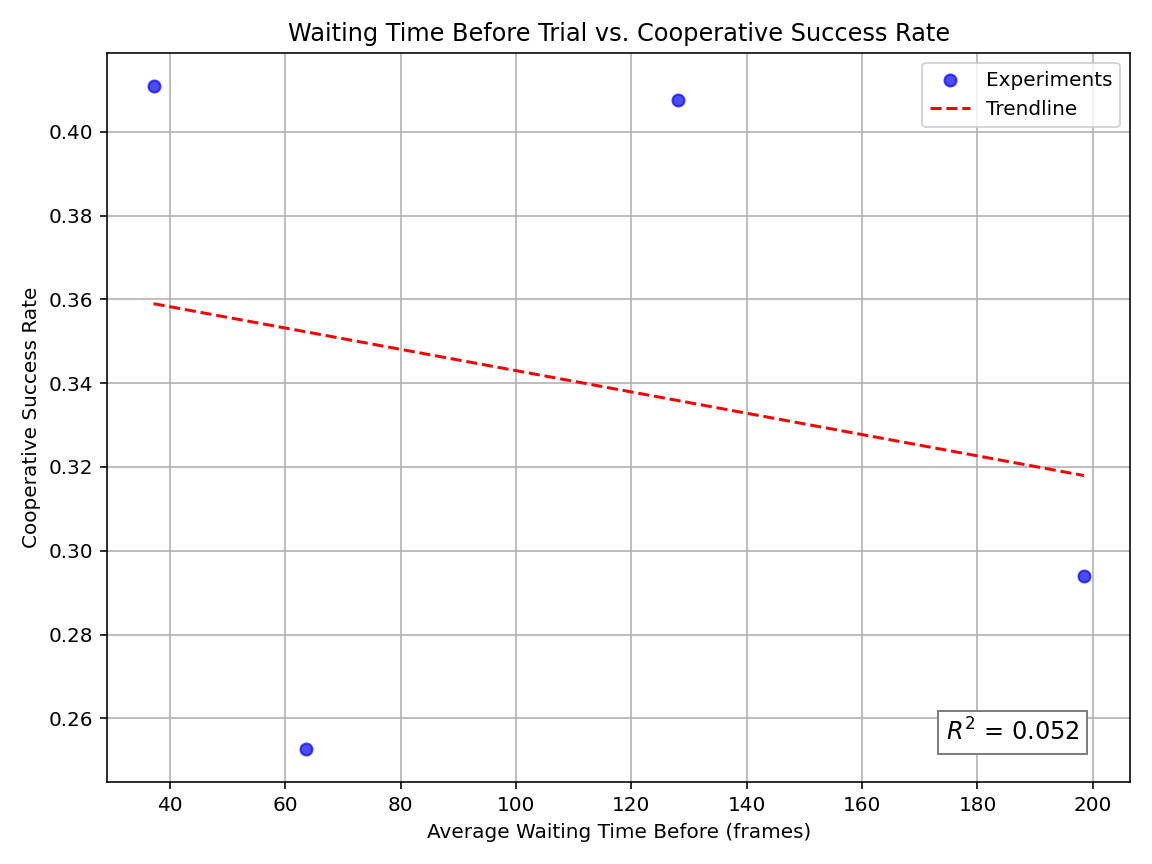 Waiting Time Before Trial vs. Cooperative Success Rate
Experiments
Trendline
Cooperative Success Rate
0.40
0.38
0.36
0.34
0.32
0.30
0.28
0.26
R² = 0.052
40 60 80 100 120 140 160 180 200
Average Waiting Time Before (frames)